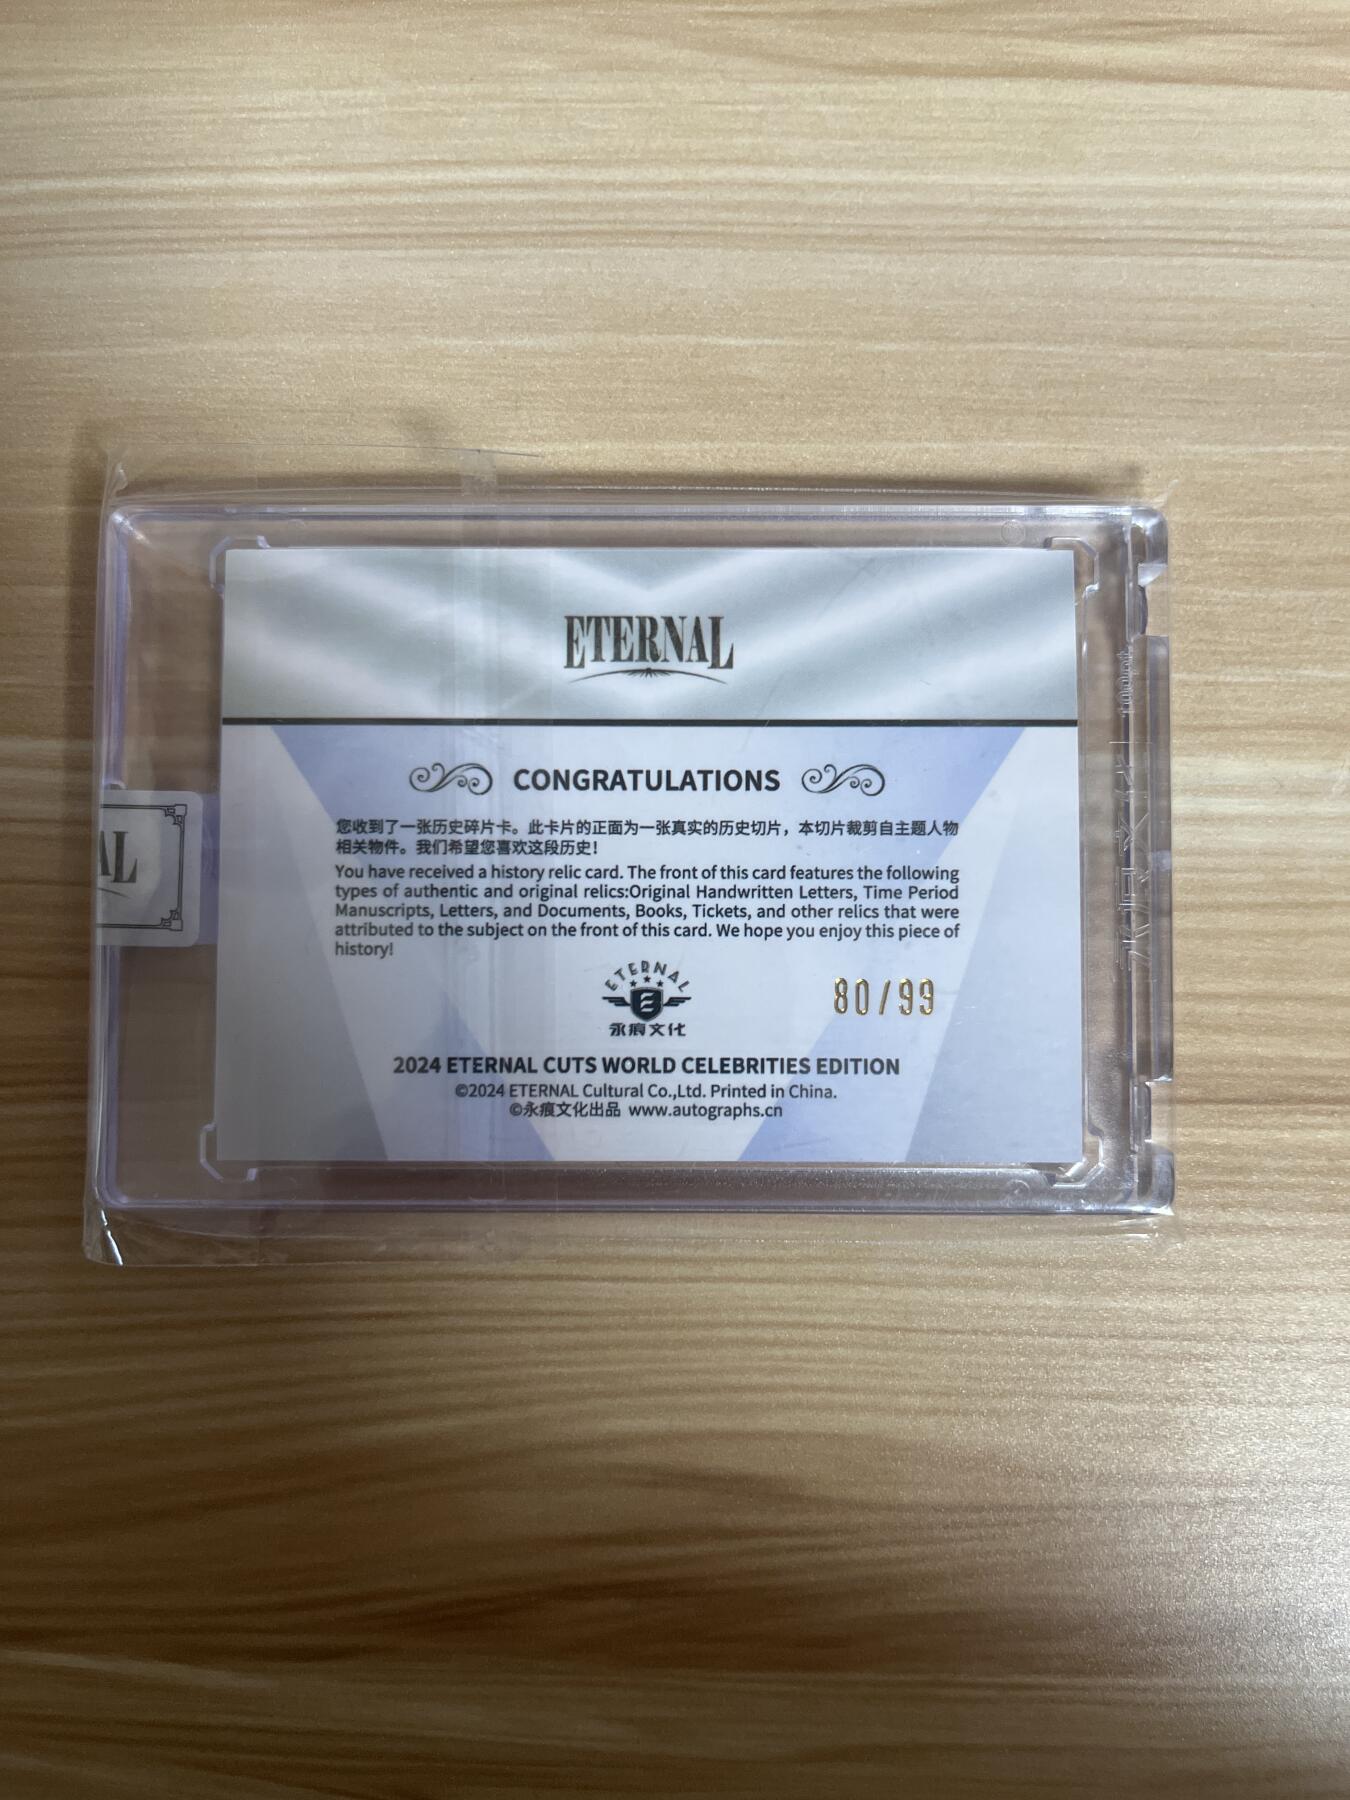 ETERNAL
CONGRATULATIONS
您收到了一张历史碎片卡。此卡片的正面为一张真实的历史切片，本切片裁剪自主题人物
相关物件。我们希望您喜欢这段历史！
You have received a history relic card. The front of this card features the following
types of authentic and original relics:Original Handwritten Letters, Time Period
Manuscripts, Letters, and Documents, Books, Tickets, and other relics that were
attributed to the subject on the front of this card. We hope you enjoy this piece of
history!
AL
ETERNAL
E
永痕文化
80/99
2024 ETERNAL CUTS WORLD CELEBRITIES EDITION
©2024 ETERNAL Cultural Co.,Ltd. Printed in China.
©永痕文化出品 www.autographs.cn
永痕文化